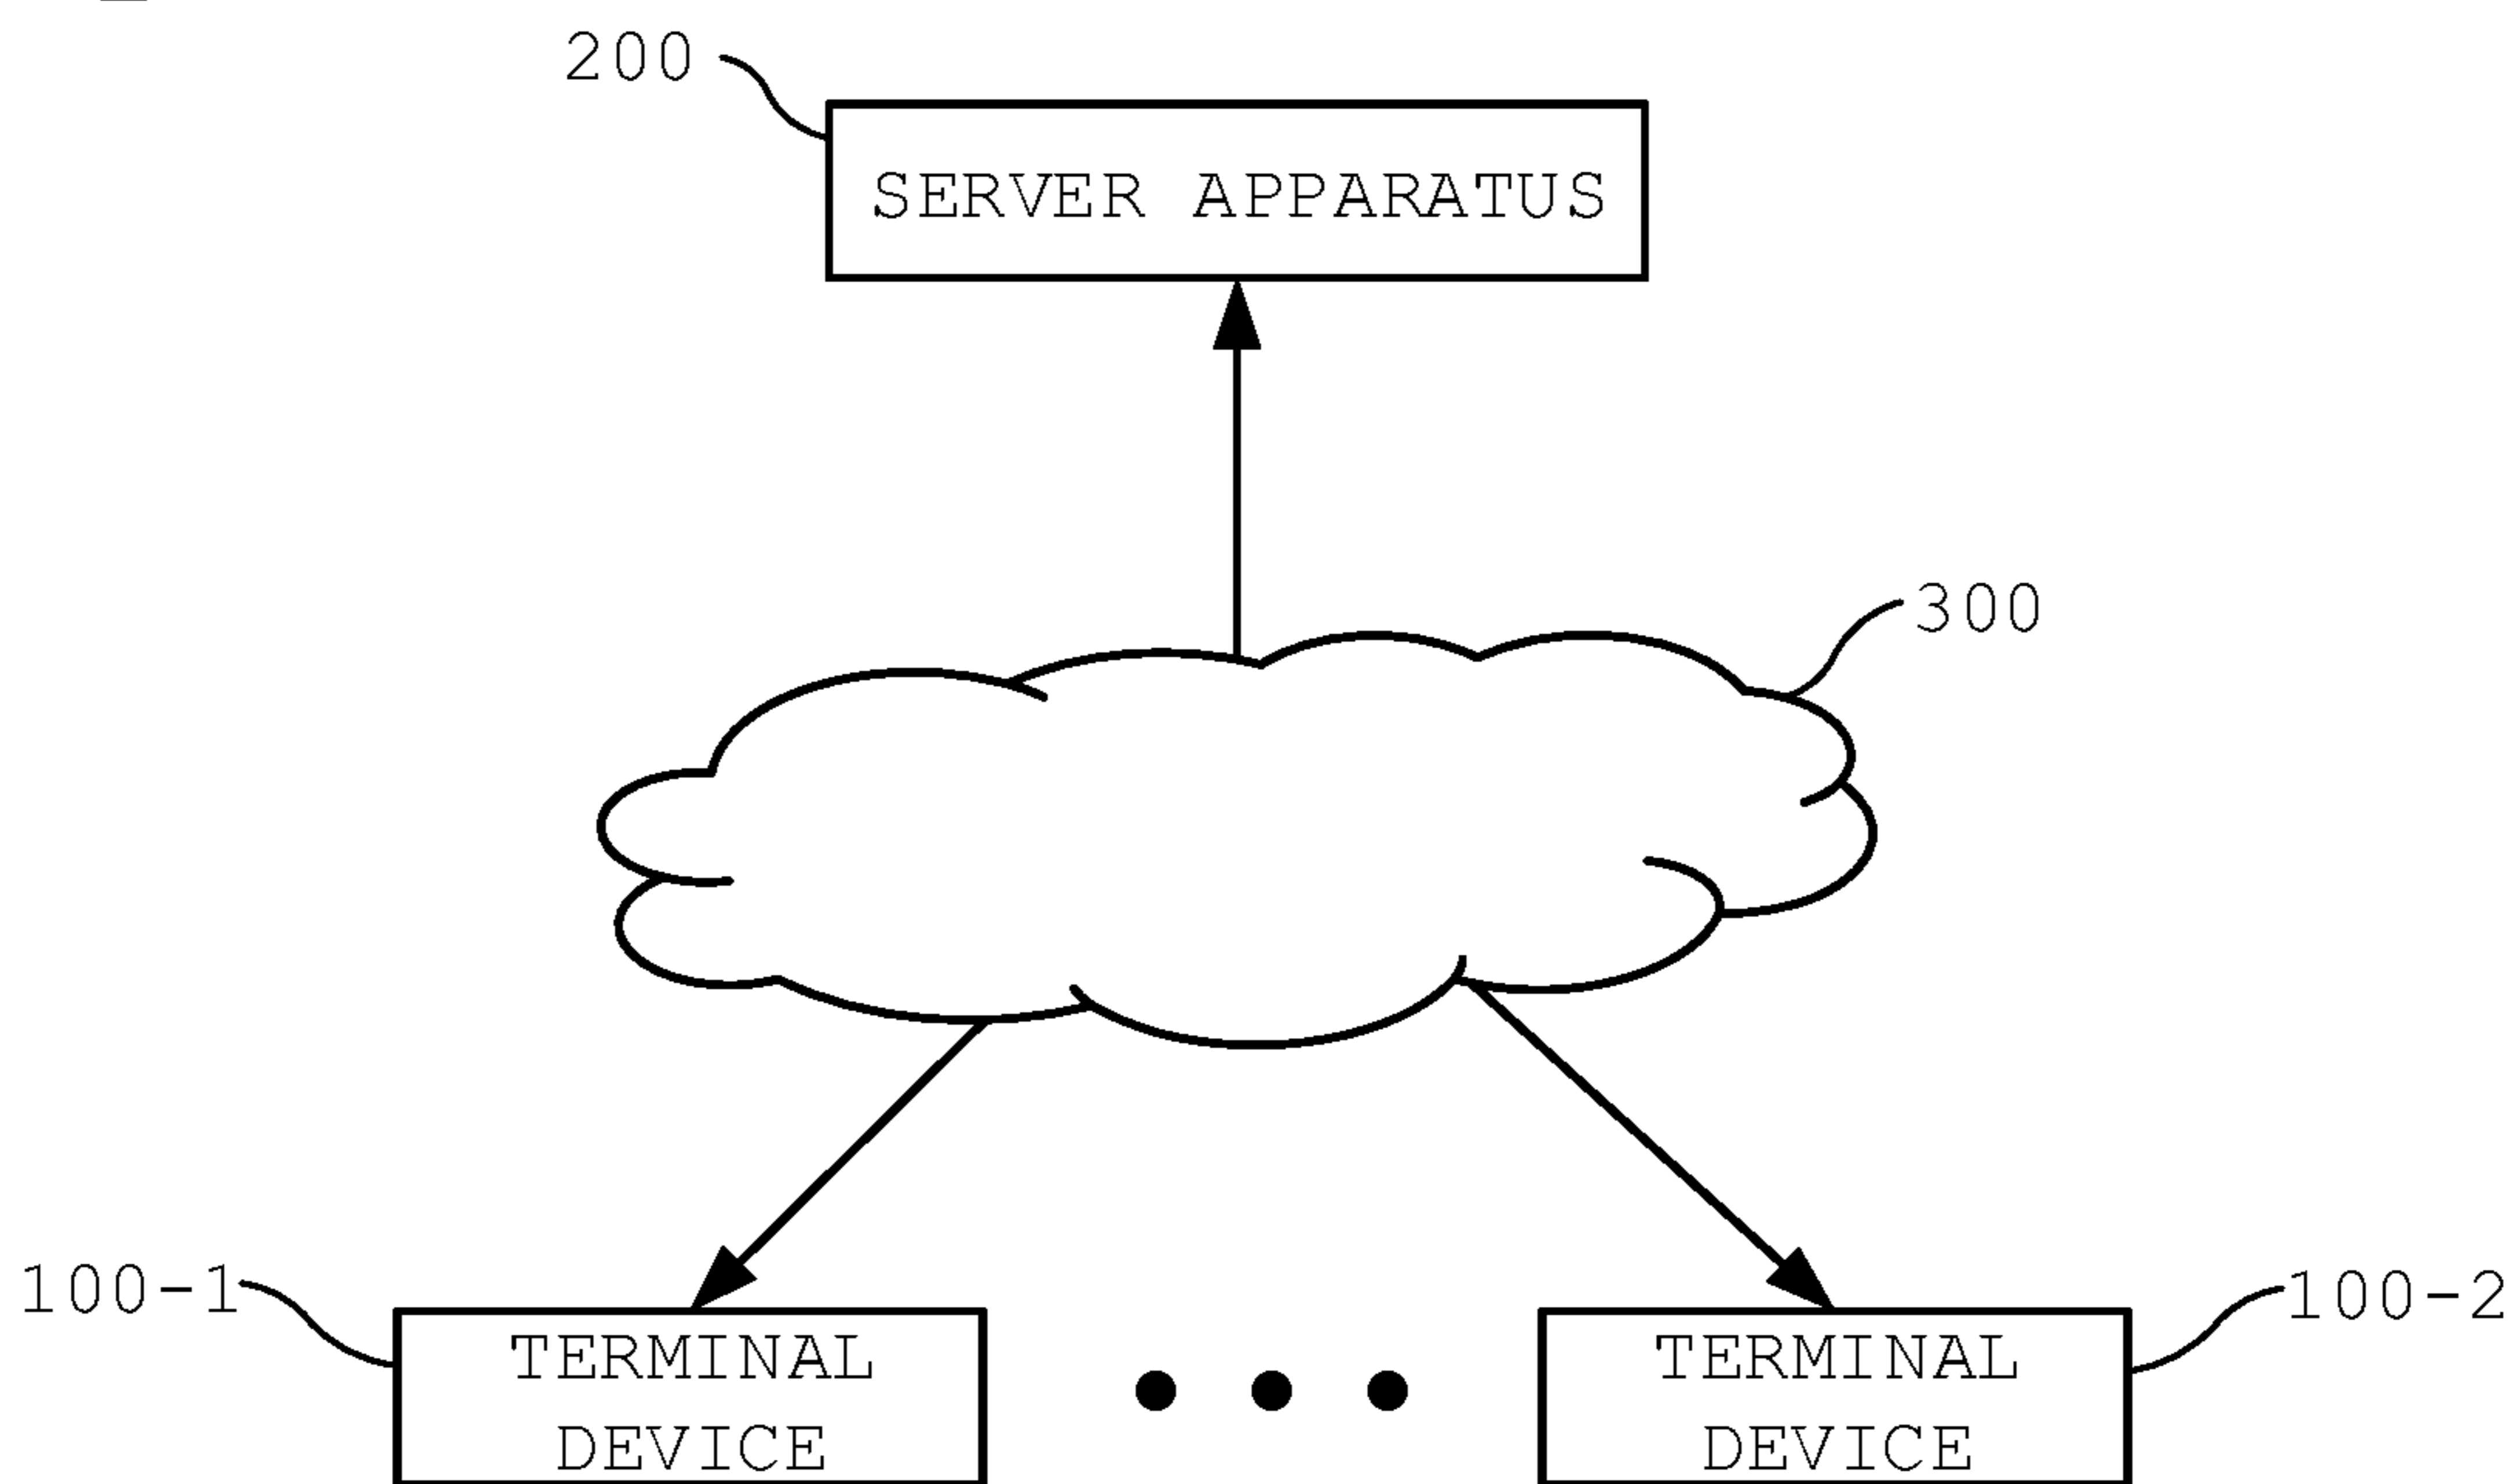 200
SERVER APPARATUS
300
100-1
TERMINAL
DEVICE
TERMINAL
DEVICE
100-2